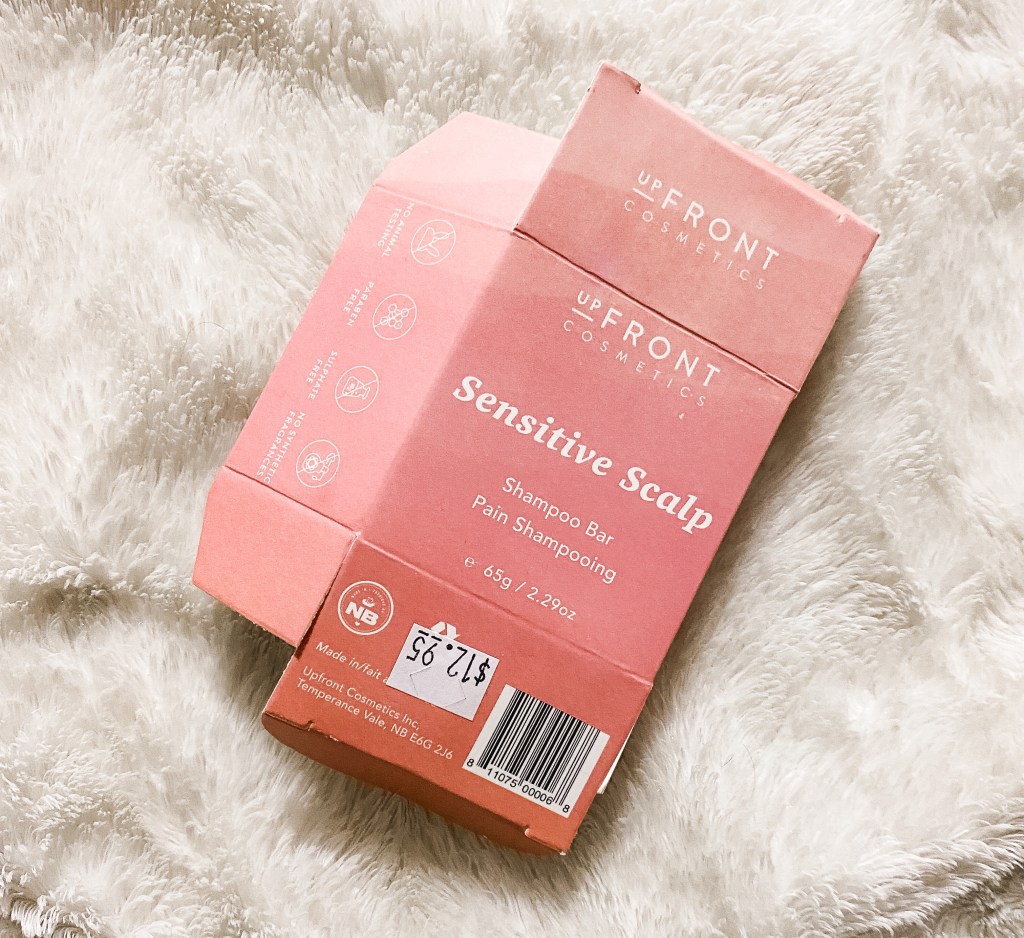 UPFRONT
COSMETICS
UPFRONT
COSMETICS
Sensitive Scalp
Shampoo Bar
Pain Shampooing
e 65g / 2.29oz
NO ANIMAL
TESTING
PARABEN
FREE
SULPHATE
FREE
NO SYNTHETIC
FRAGRANCES
NB
$12.95
Made in/fait
Upfront Cosmetics Inc,
Temperance Vale, NB E6G 2J6
8 11075 00006 8